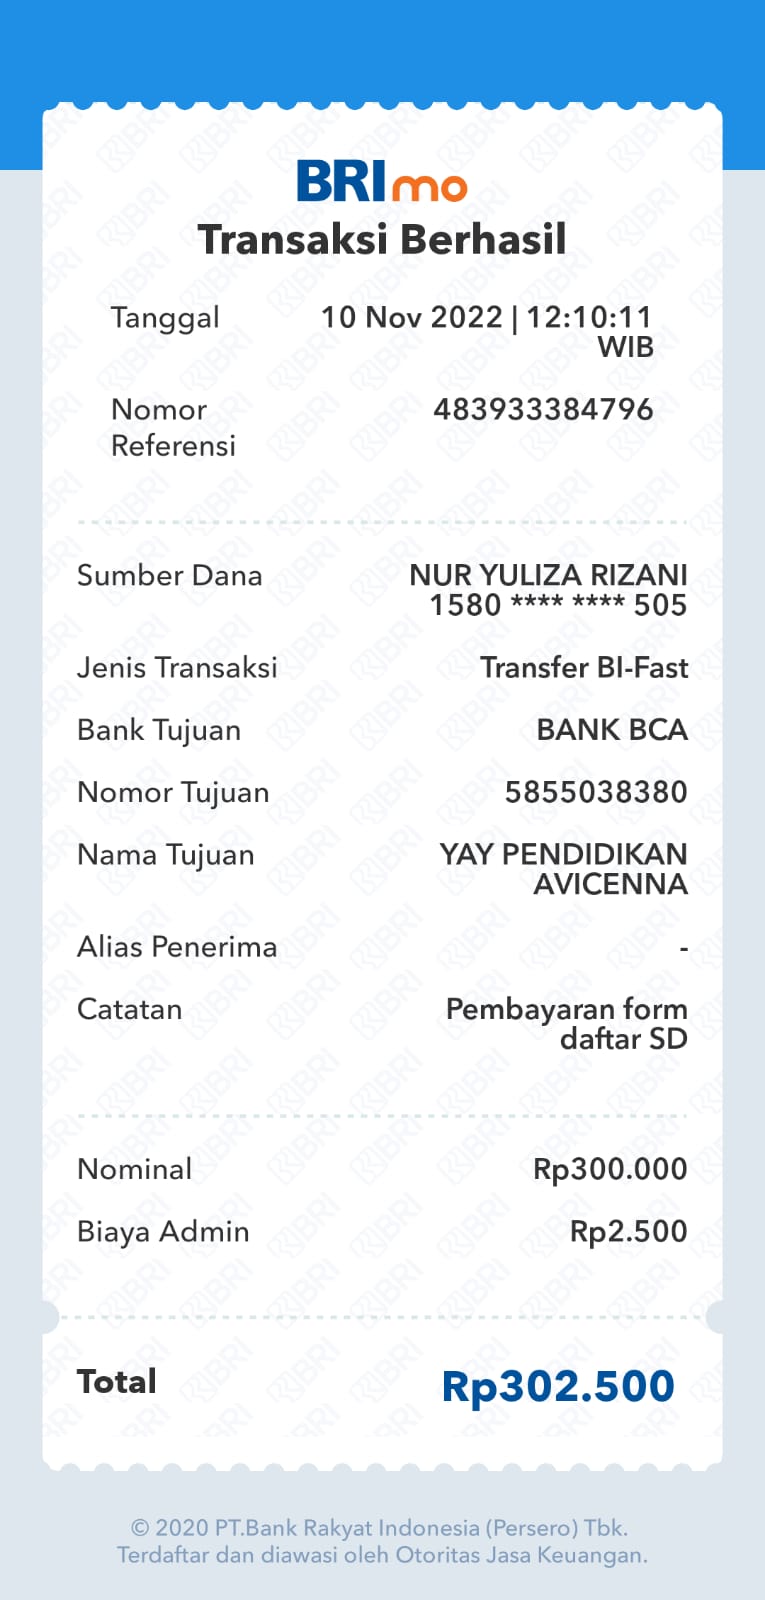 BRImo
Transaksi Berhasil
Tanggal 10 Nov 2022 | 12:10:11
WIB
Nomor 483933384796
Referensi
Sumber Dana NUR YULIZA RIZANI
1580 **** **** 505
Jenis Transaksi Transfer BI-Fast
Bank Tujuan BANK BCA
Nomor Tujuan 5855038380
Nama Tujuan YAY PENDIDIKAN
AVICENNA
Alias Penerima -
Catatan Pembayaran form
daftar SD
Nominal Rp300.000
Biaya Admin Rp2.500
Total Rp302.500
© 2020 PT.Bank Rakyat Indonesia (Persero) Tbk.
Terdaftar dan diawasi oleh Otoritas Jasa Keuangan.